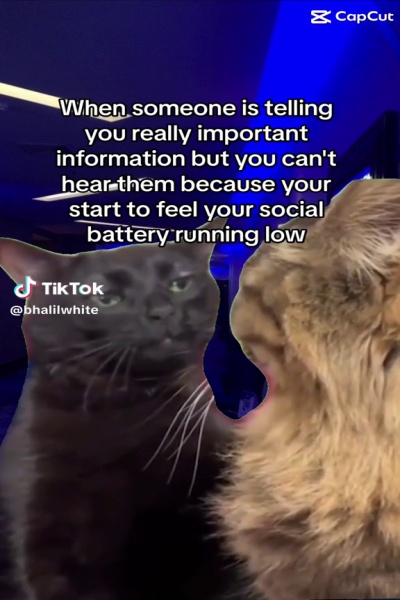 CapCut
When someone is telling
you really important
information but you can't
hear them because your
start to feel your social
battery running low
TikTok
@bhalilwhite